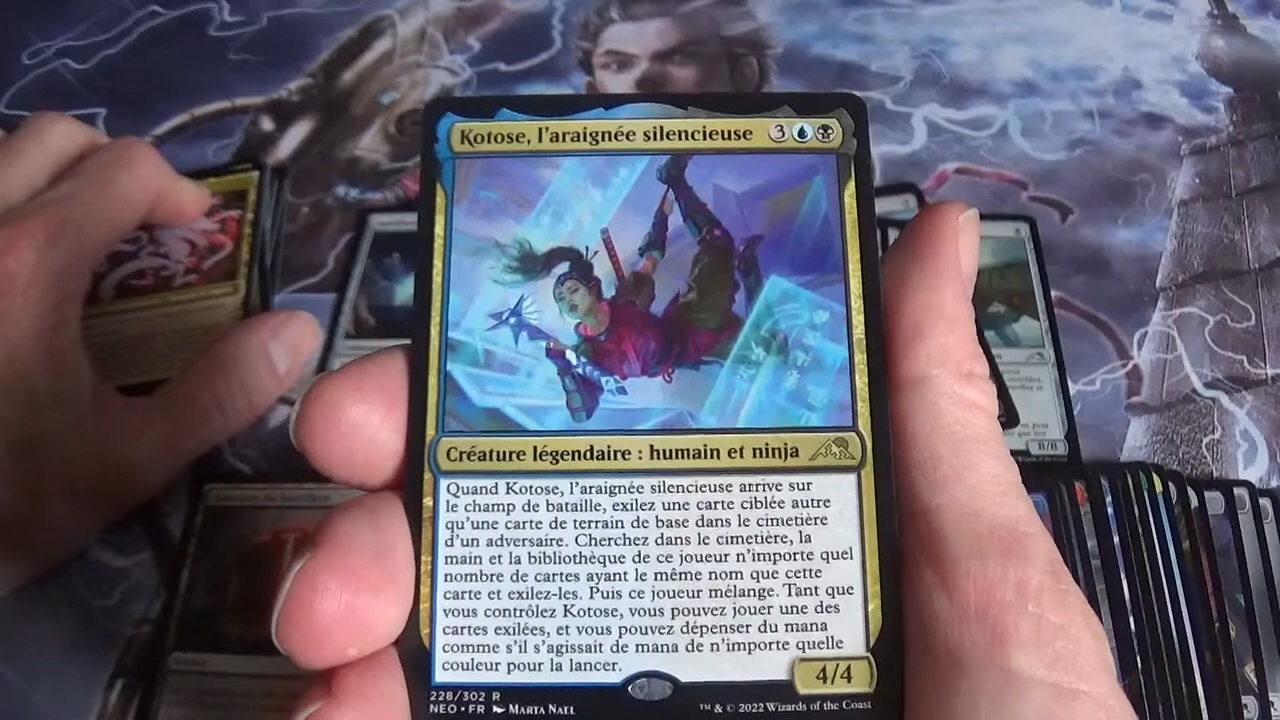 Kotose, l'araignée silencieuse 3
Créature légendaire : humain et ninja
Quand Kotose, l'araignée silencieuse arrive sur
le champ de bataille, exilez une carte ciblée autre
qu'une carte de terrain de base dans le cimetière
d'un adversaire. Cherchez dans le cimetière, la
main et la bibliothèque de ce joueur n'importe quel
nombre de cartes ayant le même nom que cette
carte et exilez-les. Puis ce joueur mélange. Tant que
vous contrôlez Kotose, vous pouvez jouer une des
cartes exilées, et vous pouvez dépenser du mana
comme s'il s'agissait de mana de n'importe quelle
couleur pour la lancer.
4/4
228/302 R
NEO • FR Marta Nael
™ & © 2022 Wizards of the Coast
8/8